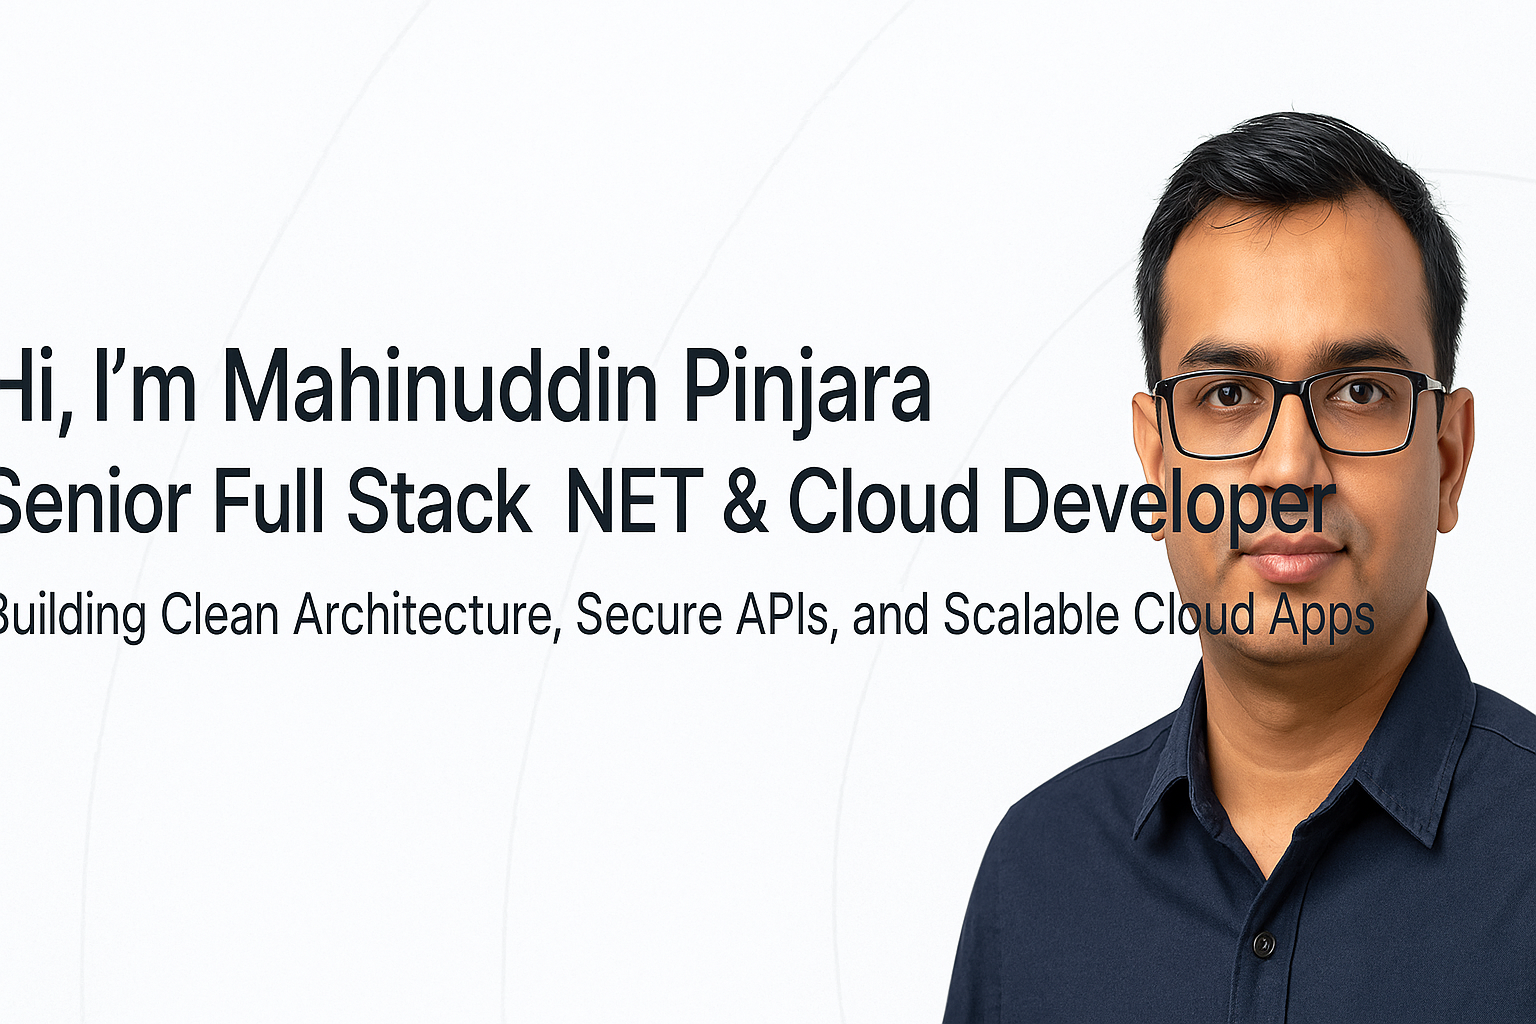 Hi, I’m Mahinuddin Pinjara
Senior Full Stack NET & Cloud Developer
Building Clean Architecture, Secure APIs, and Scalable Cloud Apps